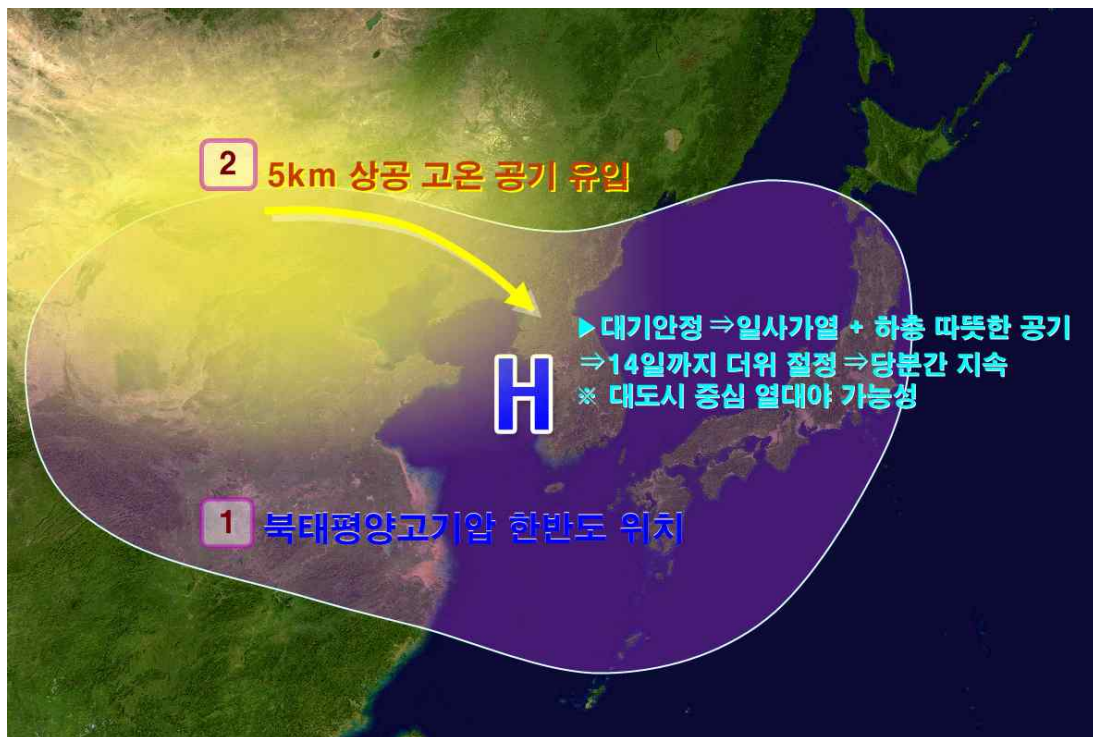 2 5km 상공 고온 공기 유입
▶대기안정⇒일사가열 + 하층 따뜻한 공기
⇒14일까지 더위 절정⇒당분간 지속
※ 대도시 중심 열대야 가능성
H
1 북태평양고기압 한반도 위치